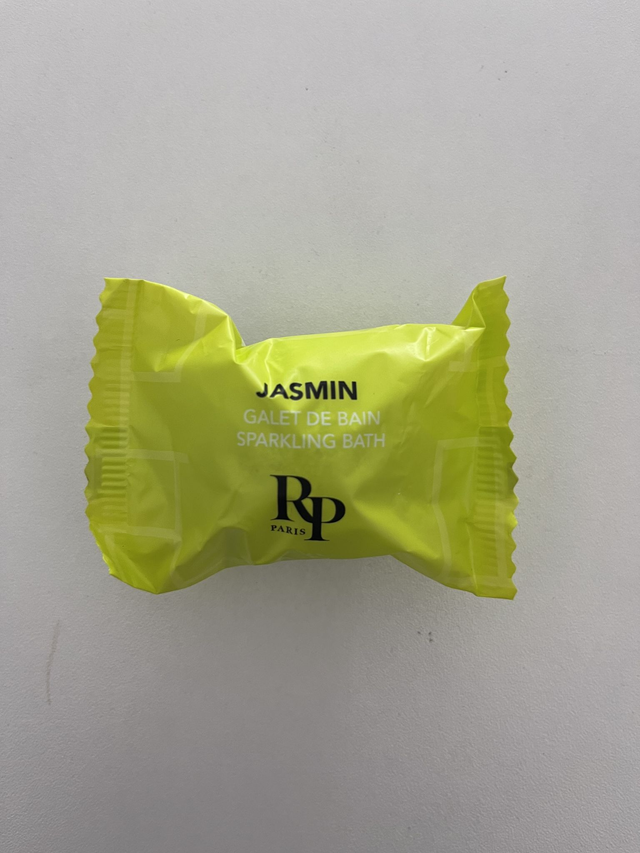 JASMIN
GALET DE BAIN
SPARKLING BATH
RP
PARIS